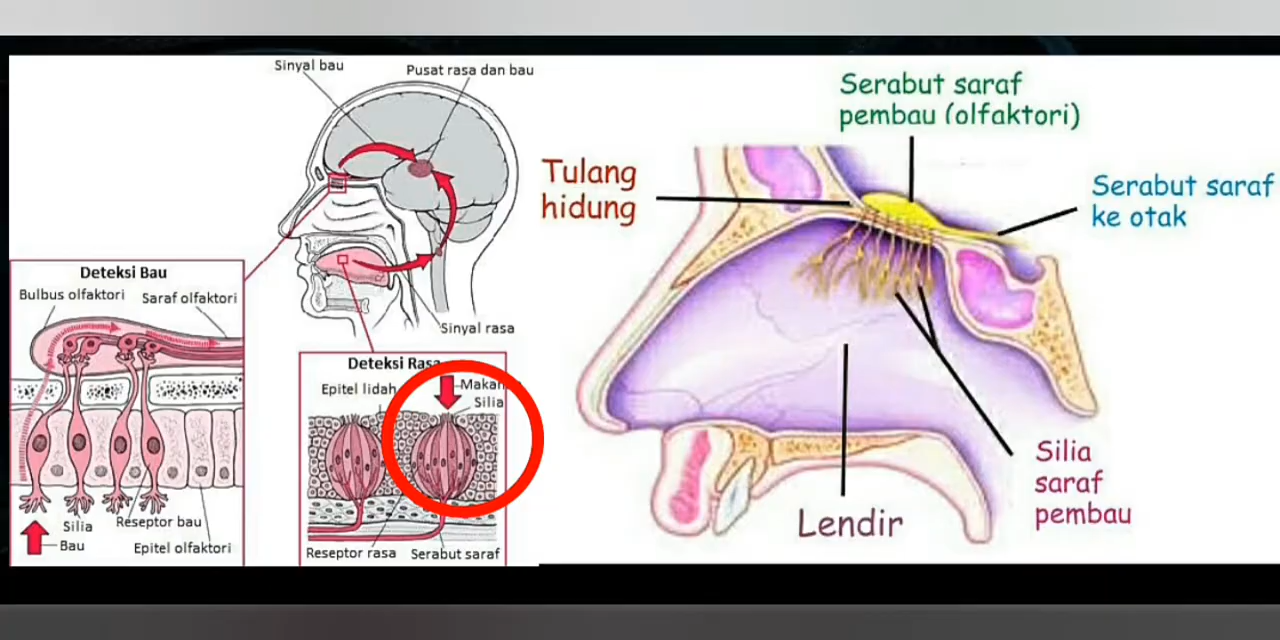 Sinyal bau
Pusat rasa dan bau
Sinyal rasa
Deteksi Bau
Bulbus olfaktori
Saraf olfaktori
Silia
Bau
Reseptor bau
Epitel olfaktori
Deteksi Rasa
Epitel lidah
Silia
Reseptor rasa
Serabut saraf
Serabut saraf
pembau (olfaktori)
Tulang
hidung
Serabut saraf
ke otak
Silia
saraf
pembau
Lendir